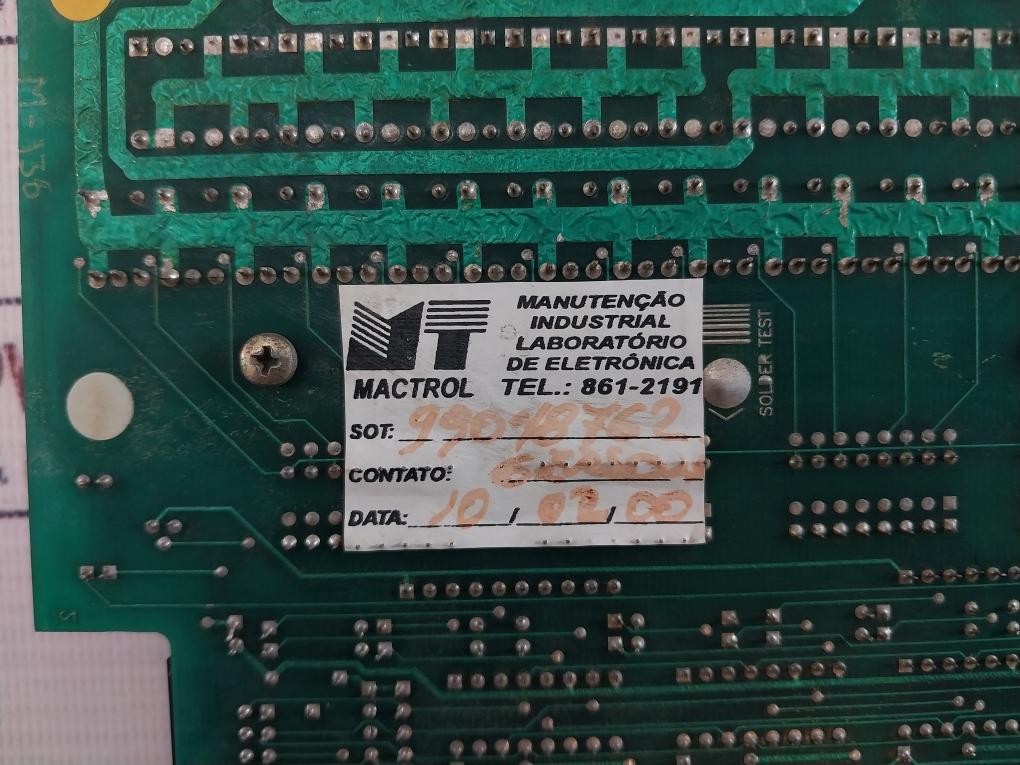 M-136
MT
MACTROL
MANUTENÇÃO
INDUSTRIAL
LABORATÓRIO
DE ELETRÔNICA
TEL.: 861-2191
SOT:
CONTATO:
DATA: 10 / 02 / 00
SOLDER TEST